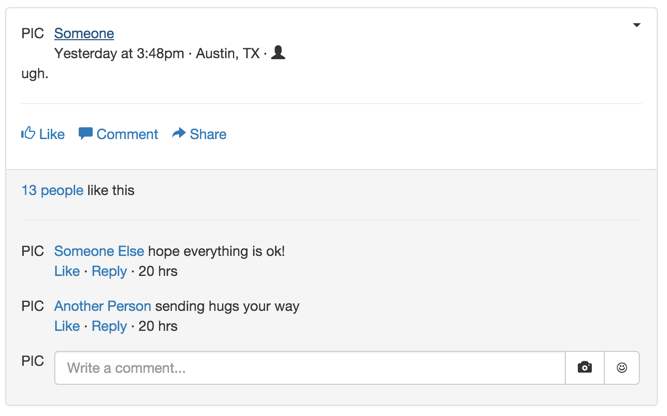 PIC Someone
Yesterday at 3:48pm · Austin, TX ·
ugh.
Like Comment Share
13 people like this
PIC Someone Else hope everything is ok!
Like · Reply · 20 hrs
PIC Another Person sending hugs your way
Like · Reply · 20 hrs
PIC Write a comment...